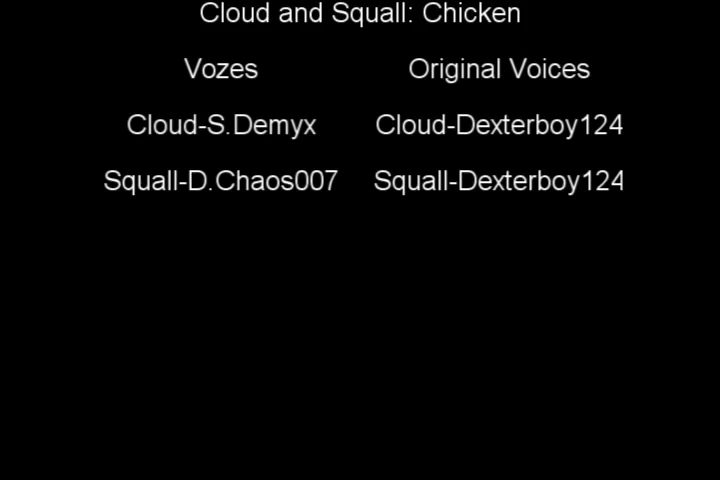 Cloud and Squall: Chicken
Vozes Original Voices
Cloud-S.Demyx Cloud-Dexterboy124
Squall-D.Chaos007 Squall-Dexterboy124